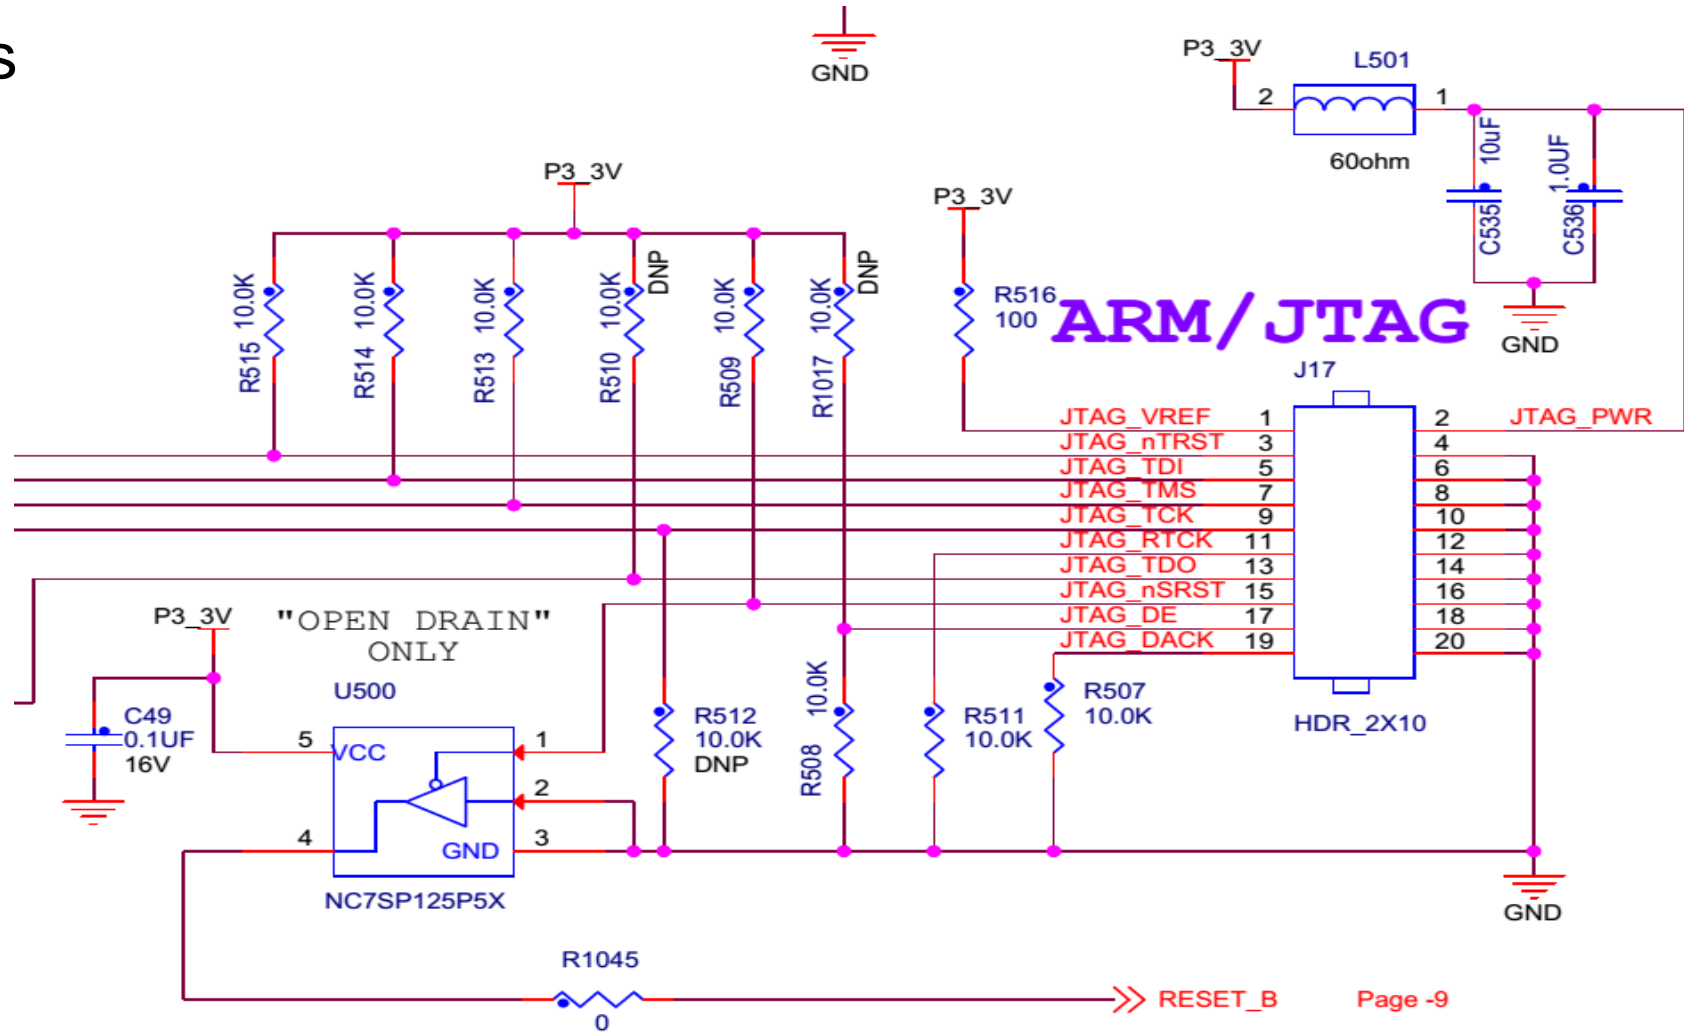 s
GND
P3_3V
L501
2
1
60ohm
10uF
C535
1.0UF
C536
GND
P3_3V
10.0K
R515
10.0K
R514
10.0K
R513
10.0K
R510
DNP
10.0K
R509
10.0K
R1017
DNP
P3_3V
R516
100
ARM/JTAG
J17
JTAG_VREF 1 2 JTAG_PWR
JTAG_nTRST 3 4
JTAG_TDI 5 6
JTAG_TMS 7 8
JTAG_TCK 9 10
JTAG_RTCK 11 12
JTAG_TDO 13 14
JTAG_nSRST 15 16
JTAG_DE 17 18
JTAG_DACK 19 20
HDR_2X10
P3_3V
"OPEN DRAIN"
ONLY
U500
C49
0.1UF
16V
5 VCC
1
2
4
GND 3
NC7SP125P5X
R512
10.0K
DNP
10.0K
R508
R511
10.0K
R507
10.0K
GND
R1045
0
RESET_B Page -9